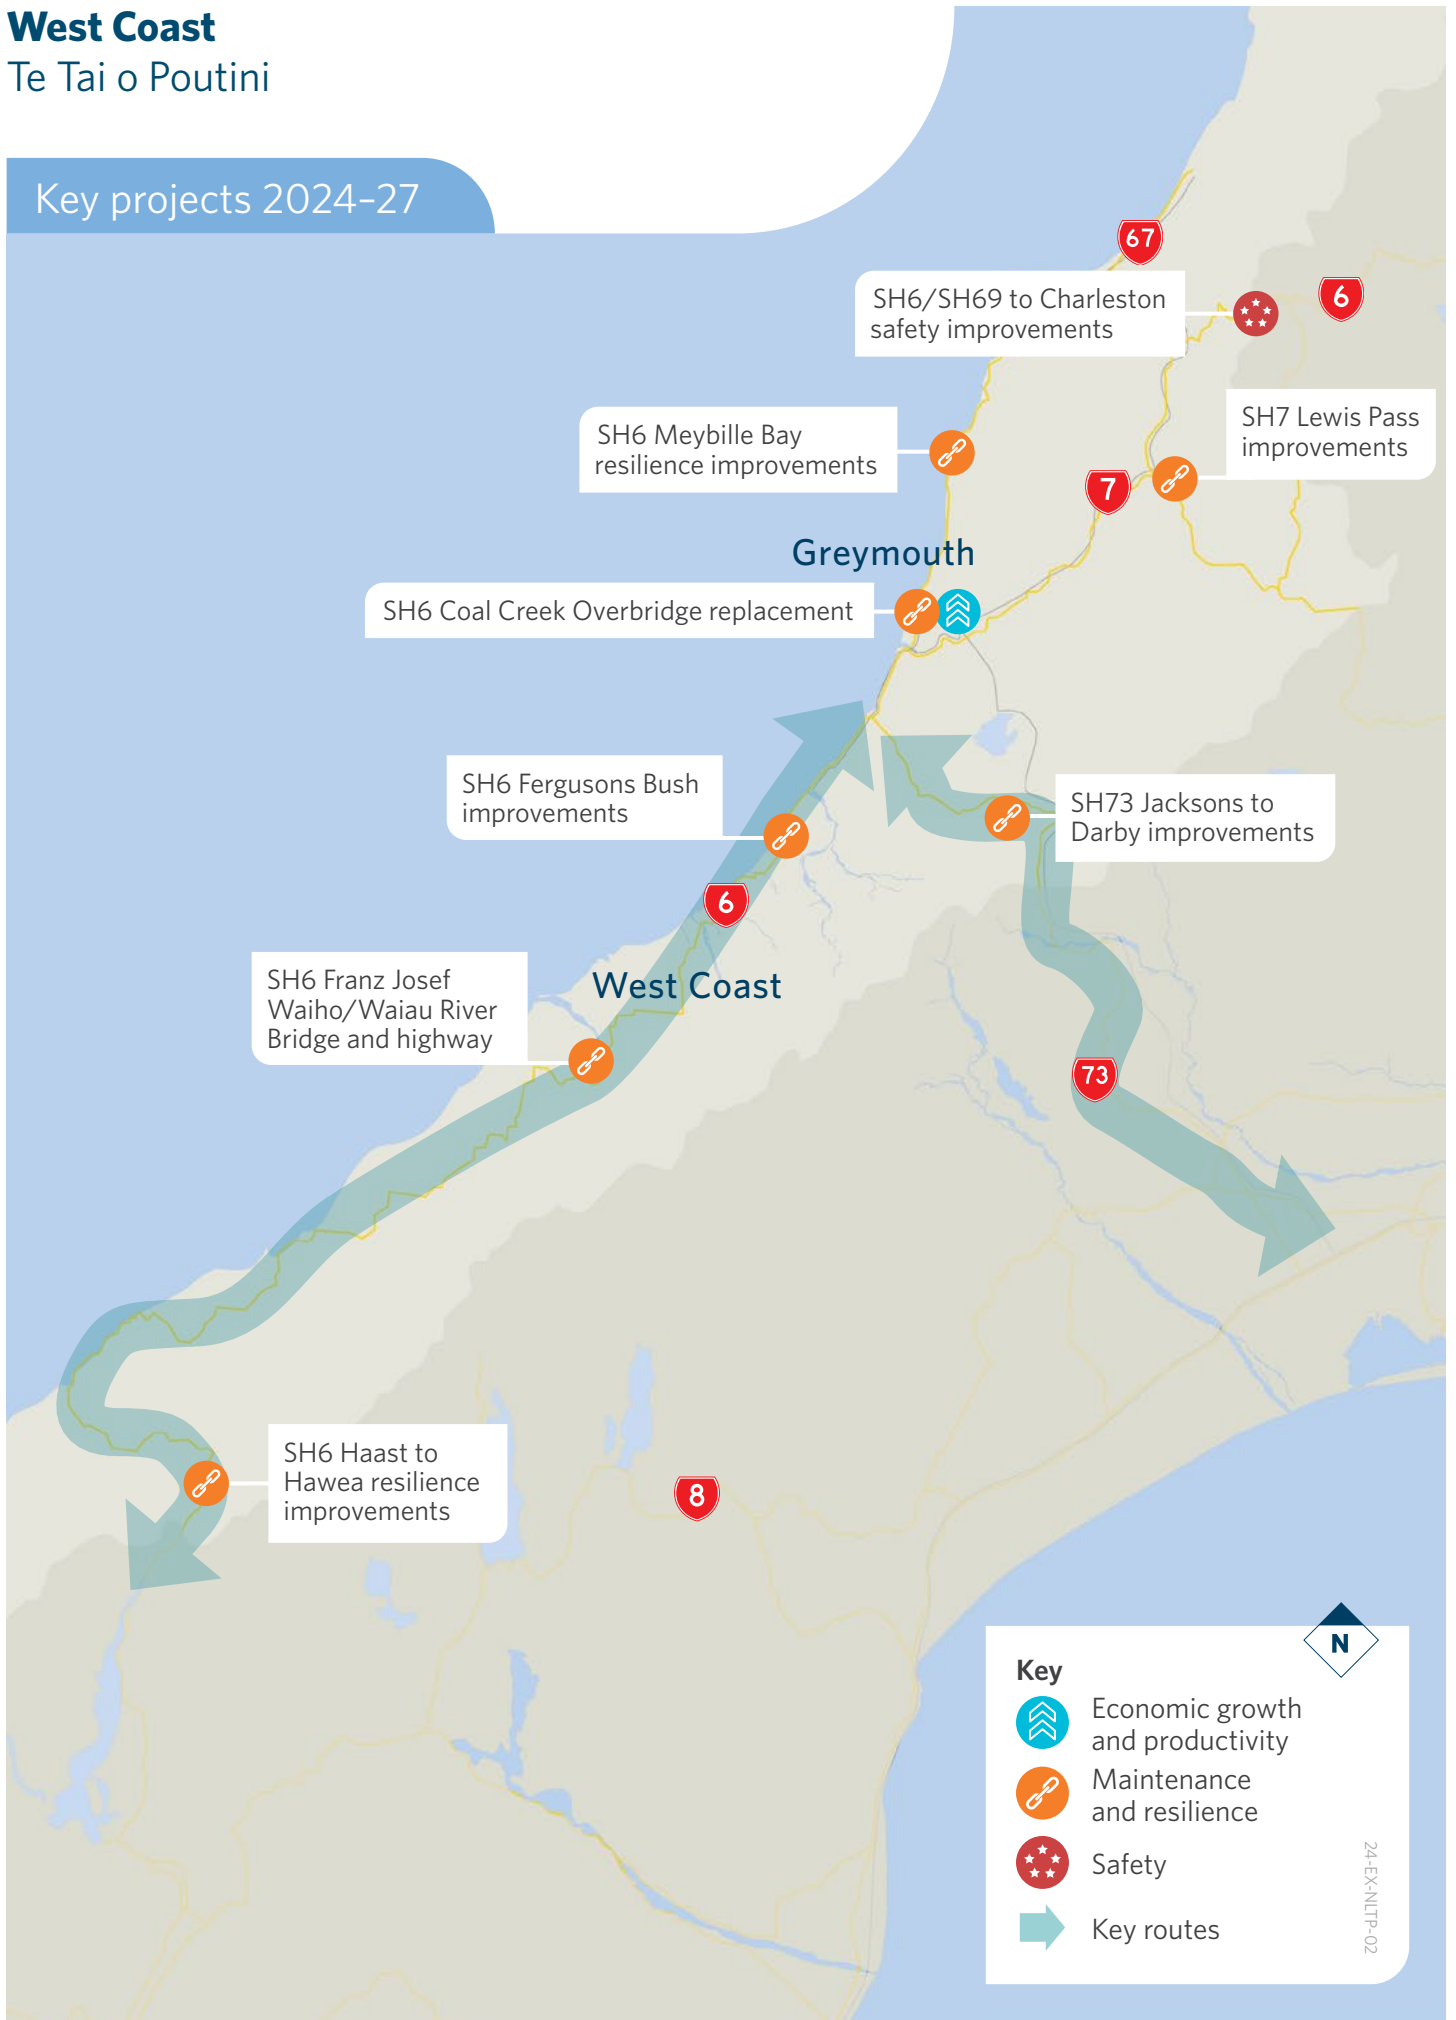 West Coast
Te Tai o Poutini
Key projects 2024–27
67
SH6/SH69 to Charleston
safety improvements
6
SH7 Lewis Pass
improvements
SH6 Meybille Bay
resilience improvements
7
Greymouth
SH6 Coal Creek Overbridge replacement
SH6 Fergusons Bush
improvements
SH73 Jacksons to
Darby improvements
6
West Coast
SH6 Franz Josef
Waiho/Waiau River
Bridge and highway
73
SH6 Haast to
Hawea resilience
improvements
8
N
Key
Economic growth
and productivity
Maintenance
and resilience
Safety
Key routes
24-EX-NLTP-02